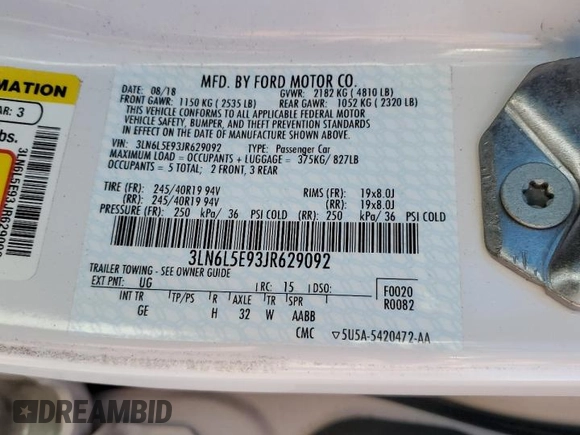 MFD. BY FORD MOTOR CO.
DATE: 08/18 GVWR: 2182 KG ( 4810 LB)
FRONT GAWR: 1150 KG ( 2535 LB) REAR GAWR: 1052 KG ( 2320 LB)
THIS VEHICLE CONFORMS TO ALL APPLICABLE FEDERAL MOTOR
VEHICLE SAFETY, BUMPER, AND THEFT PREVENTION STANDARDS IN EFFECT ON
THE DATE OF MANUFACTURE SHOWN ABOVE.
VIN: 3LN6L5E93JR629092 TYPE: Passenger Car
MAXIMUM LOAD = OCCUPANTS + LUGGAGE = 375KG/ 827LB
OCCUPANTS = 5 TOTAL; 2 FRONT, 3 REAR
TIRE (FR): 245/40R19 94V RIMS (FR): 19x8.0J
(RR): 245/40R19 94V (RR): 19x8.0J
PRESSURE (FR): 250 kPa/ 36 PSI COLD (RR) 250 kPa/ 36 PSI COLD
3LN6L5E93JR629092
TRAILER TOWING - SEE OWNER GUIDE
EXT PNT: UG RC: 15 DSO: F0020
R0082
INT TR TP/PS R AXLE TR SPR
GE H 32 W AABB
CMC ▽5U5A-5420472-AA
RMATION
AR: 3
lbs.
3LN6L5E93JR62909
DREAMBID